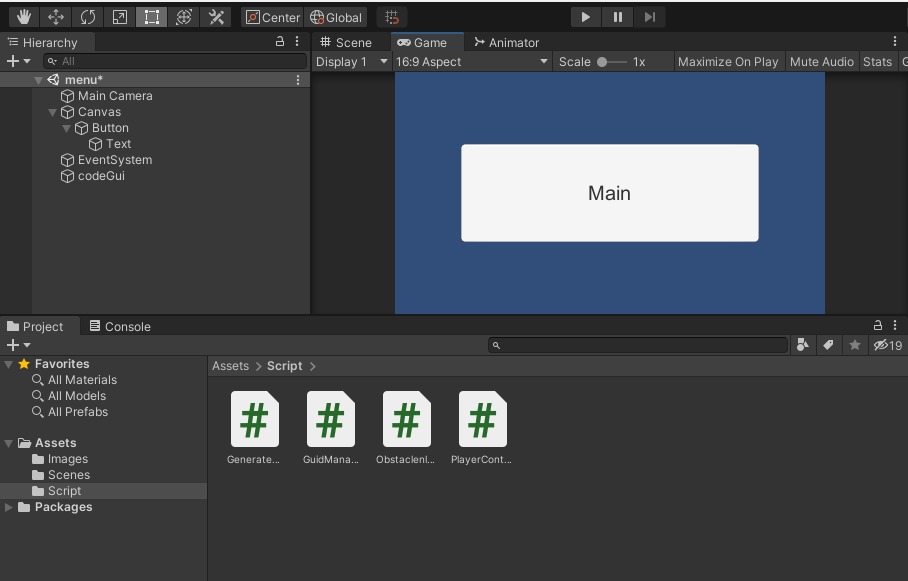 Center Global
Hierarchy
All
menu*
Main Camera
Canvas
Button
Text
EventSystem
codeGui
Scene Game Animator
Display 1 16:9 Aspect Scale 1x Maximize On Play Mute Audio Stats G
Main
Project Console
19
Favorites
All Materials
All Models
All Prefabs
Assets
Images
Scenes
Script
Packages
Assets > Script >
# # # #
Generate... GuidMana... ObstaclenI... PlayerCont...